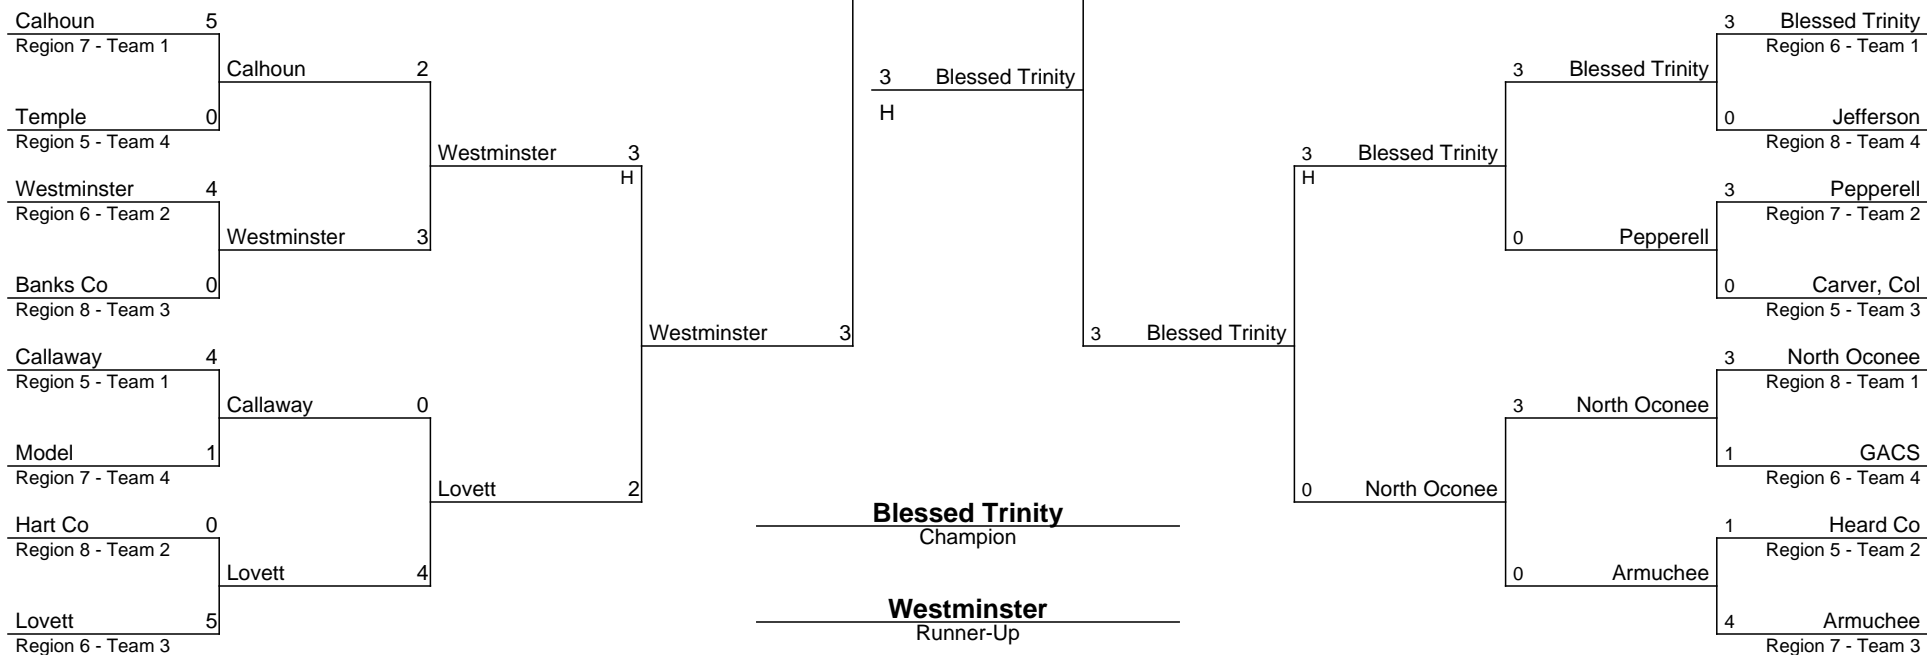 Calhoun 5
Region 7 - Team 1
Temple 0
Region 5 - Team 4
Westminster 4
Region 6 - Team 2
Banks Co 0
Region 8 - Team 3
Callaway 4
Region 5 - Team 1
Model 1
Region 7 - Team 4
Hart Co 0
Region 8 - Team 2
Lovett 5
Region 6 - Team 3
Calhoun 2
Westminster 3
Callaway 0
Lovett 4
Westminster 3
H
Lovett 2
Westminster 3
3 Blessed Trinity
H
Blessed Trinity
Champion
Westminster
Runner-Up
3 Blessed Trinity
3 Blessed Trinity
H
0 North Oconee
3 Blessed Trinity
0 Pepperell
3 North Oconee
0 Armuchee
3 Blessed Trinity
Region 6 - Team 1
0 Jefferson
Region 8 - Team 4
3 Pepperell
Region 7 - Team 2
0 Carver, Col
Region 5 - Team 3
3 North Oconee
Region 8 - Team 1
1 GACS
Region 6 - Team 4
1 Heard Co
Region 5 - Team 2
4 Armuchee
Region 7 - Team 3